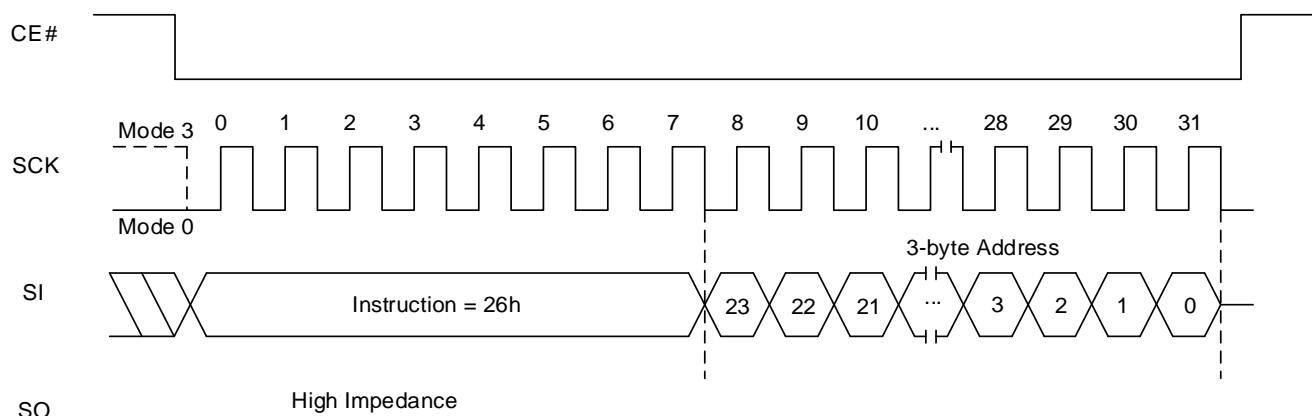 CE#
Mode 3 0 1 2 3 4 5 6 7 8 9 10 ... 28 29 30 31
SCK
Mode 0
3-byte Address
SI Instruction = 26h 23 22 21 ... 3 2 1 0
High Impedance
SO